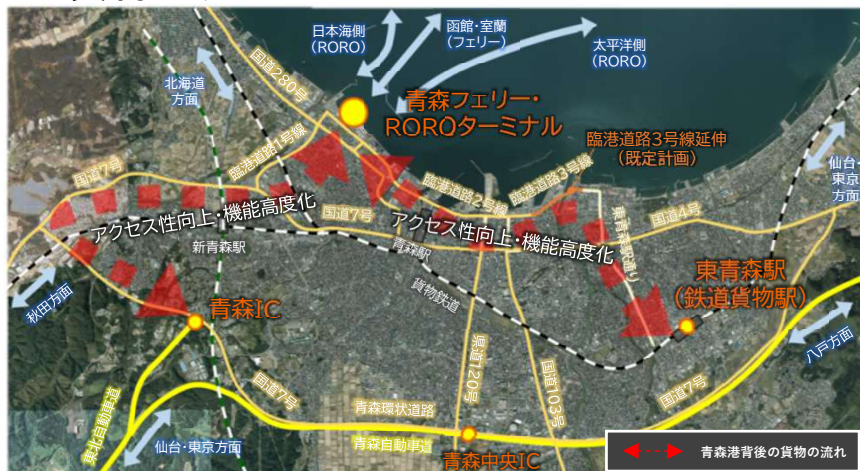 日本海側
(RORO)
函館・室蘭
(フェリー)
太平洋側
(RORO)
国道280号
北海道
方面
青森フェリー・
ROROターミナル
臨港道路3号線延伸
(既定計画)
臨港道路1号線
国道7号
臨港道路2号線
臨港道路3号線
仙台・
東京
方面
アクセス性向上・機能高度化
国道7号
アクセス性向上・機能高度化
国道4号
新青森駅
青森駅
東青森駅通り
貨物鉄道
東青森駅
(鉄道貨物駅)
秋田方面
青森IC
八戸方面
県道120号
国道103号
国道7号
国道7号
青森環状道路
東北自動車道
仙台・東京方面
青森自動車道
青森中央IC
青森港背後の貨物の流れ